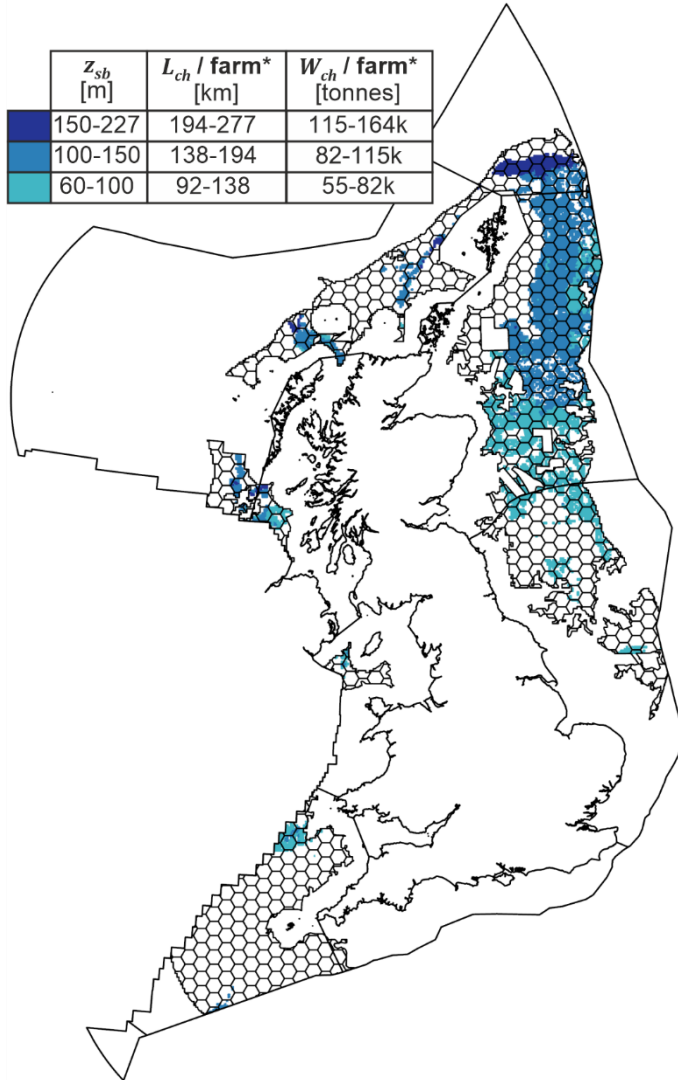 z_sb L_ch / farm* W_ch / farm*
[m] [km] [tonnes]
150-227 194-277 115-164k
100-150 138-194 82-115k
60-100 92-138 55-82k